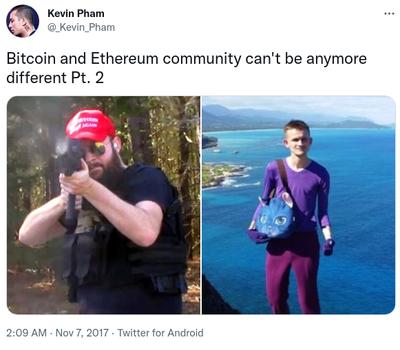 Kevin Pham
@_Kevin_Pham
Bitcoin and Ethereum community can't be anymore
different Pt. 2
AGAIN
2:09 AM · Nov 7, 2017 · Twitter for Android